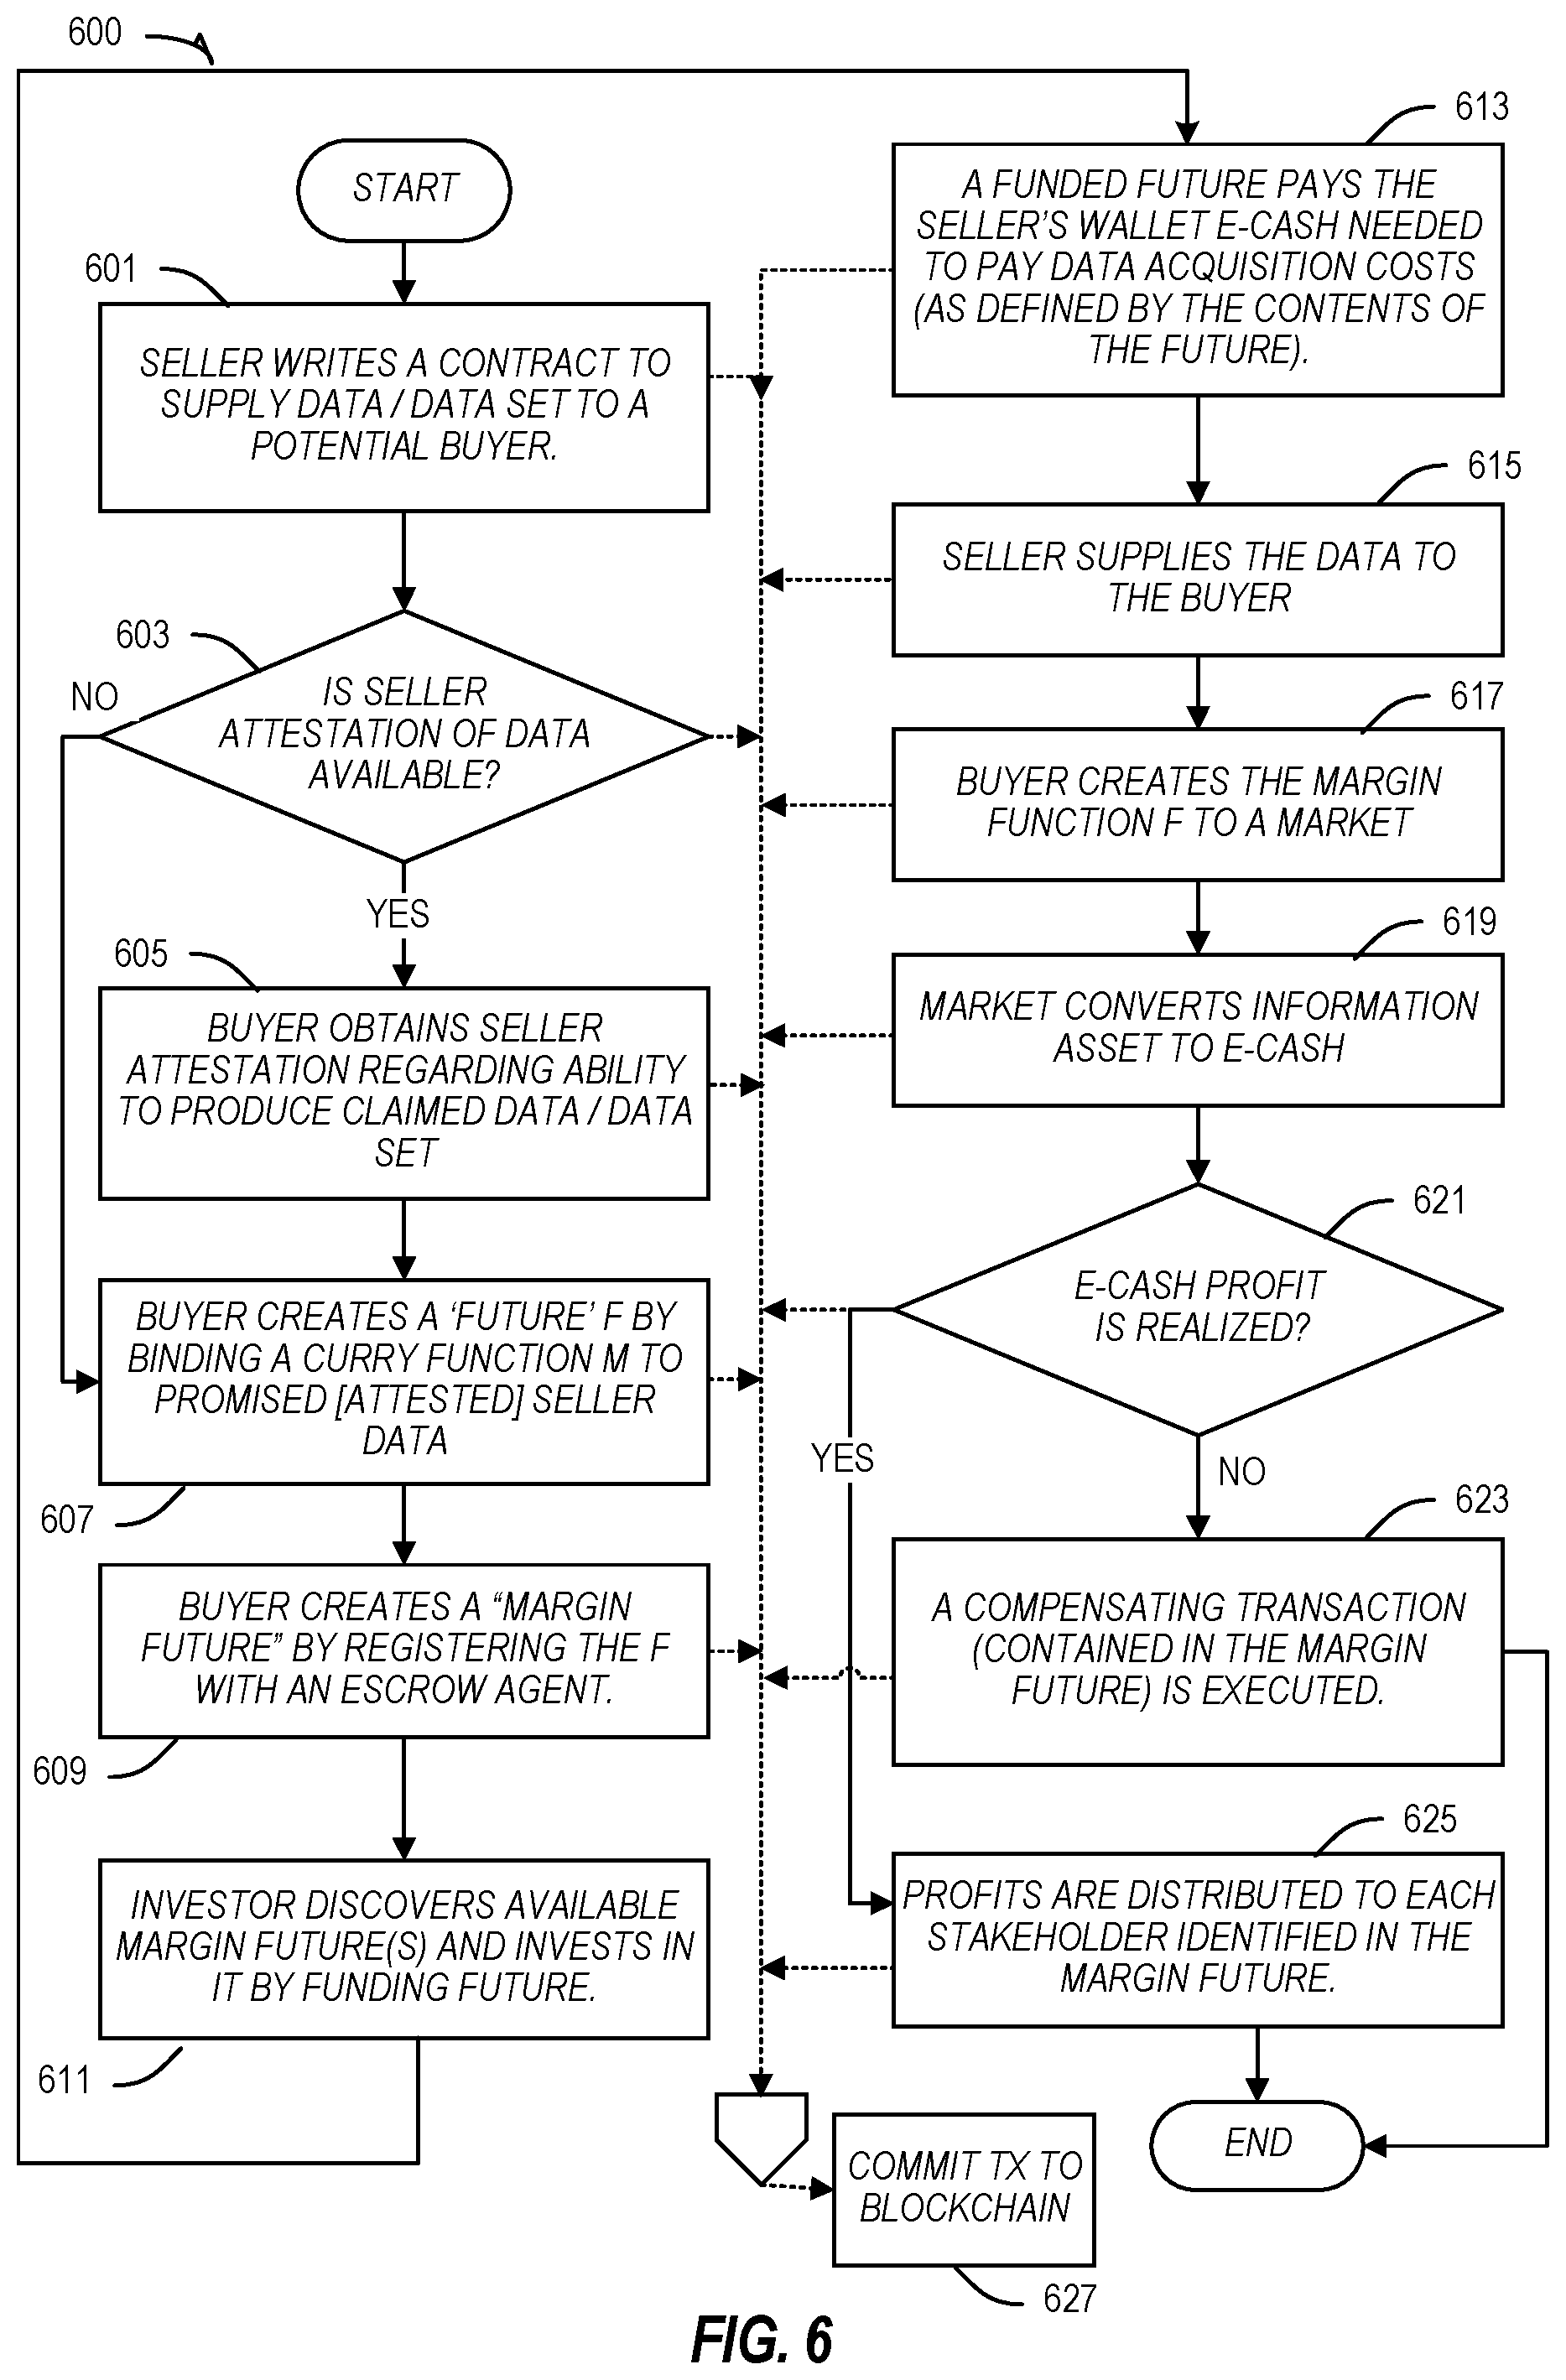 600
START
601
SELLER WRITES A CONTRACT TO
SUPPLY DATA / DATA SET TO A
POTENTIAL BUYER.
603
NO
IS SELLER
ATTESTATION OF DATA
AVAILABLE?
YES
605
BUYER OBTAINS SELLER
ATTESTATION REGARDING ABILITY
TO PRODUCE CLAIMED DATA / DATA
SET
BUYER CREATES A ‘FUTURE’ F BY
BINDING A CURRY FUNCTION M TO
PROMISED [ATTESTED] SELLER
DATA
607
BUYER CREATES A “MARGIN
FUTURE” BY REGISTERING THE F
WITH AN ESCROW AGENT.
609
INVESTOR DISCOVERS AVAILABLE
MARGIN FUTURE(S) AND INVESTS IN
IT BY FUNDING FUTURE.
611
613
A FUNDED FUTURE PAYS THE
SELLER’S WALLET E-CASH NEEDED
TO PAY DATA ACQUISITION COSTS
(AS DEFINED BY THE CONTENTS OF
THE FUTURE).
615
SELLER SUPPLIES THE DATA TO
THE BUYER
617
BUYER CREATES THE MARGIN
FUNCTION F TO A MARKET
619
MARKET CONVERTS INFORMATION
ASSET TO E-CASH
621
E-CASH PROFIT
IS REALIZED?
YES
NO
623
A COMPENSATING TRANSACTION
(CONTAINED IN THE MARGIN
FUTURE) IS EXECUTED.
625
PROFITS ARE DISTRIBUTED TO EACH
STAKEHOLDER IDENTIFIED IN THE
MARGIN FUTURE.
END
COMMIT TX TO
BLOCKCHAIN
627
FIG. 6